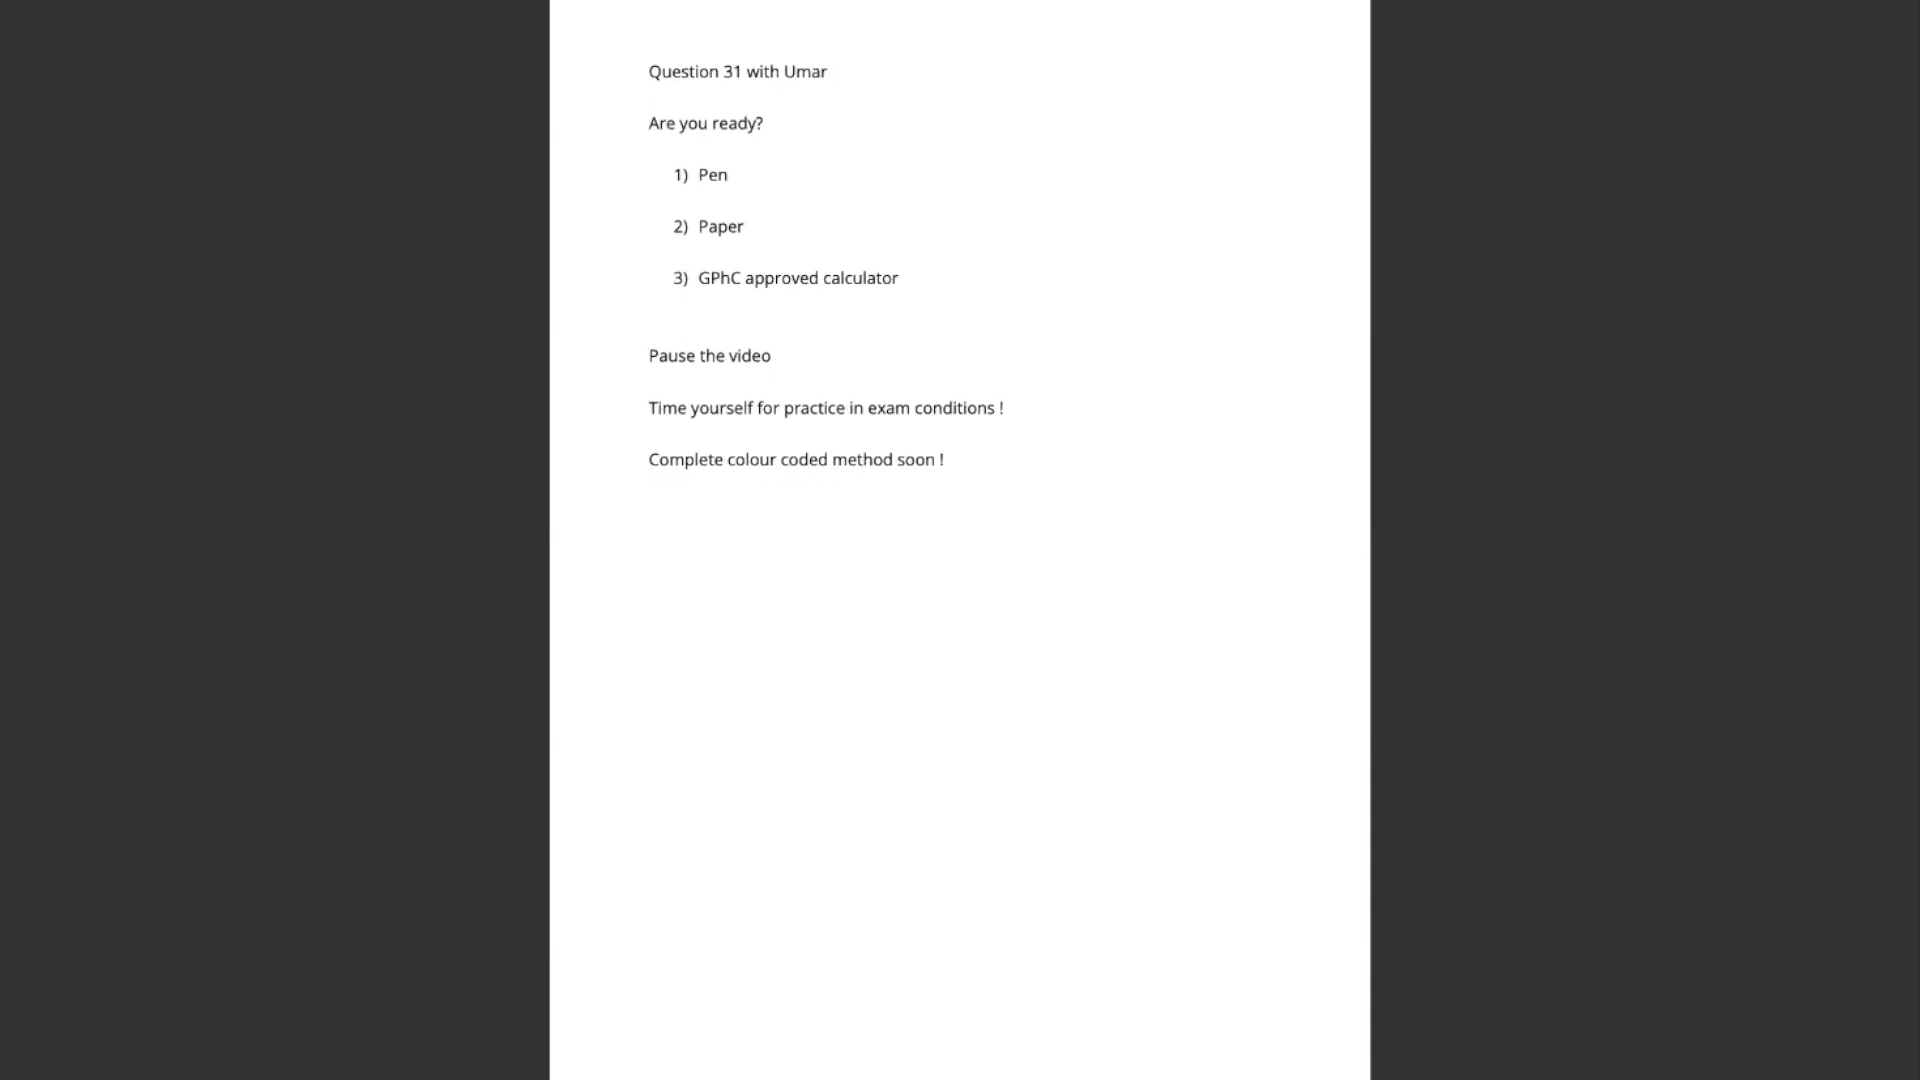 Question 31 with Umar
Are you ready?
1) Pen
2) Paper
3) GPhC approved calculator
Pause the video
Time yourself for practice in exam conditions !
Complete colour coded method soon !